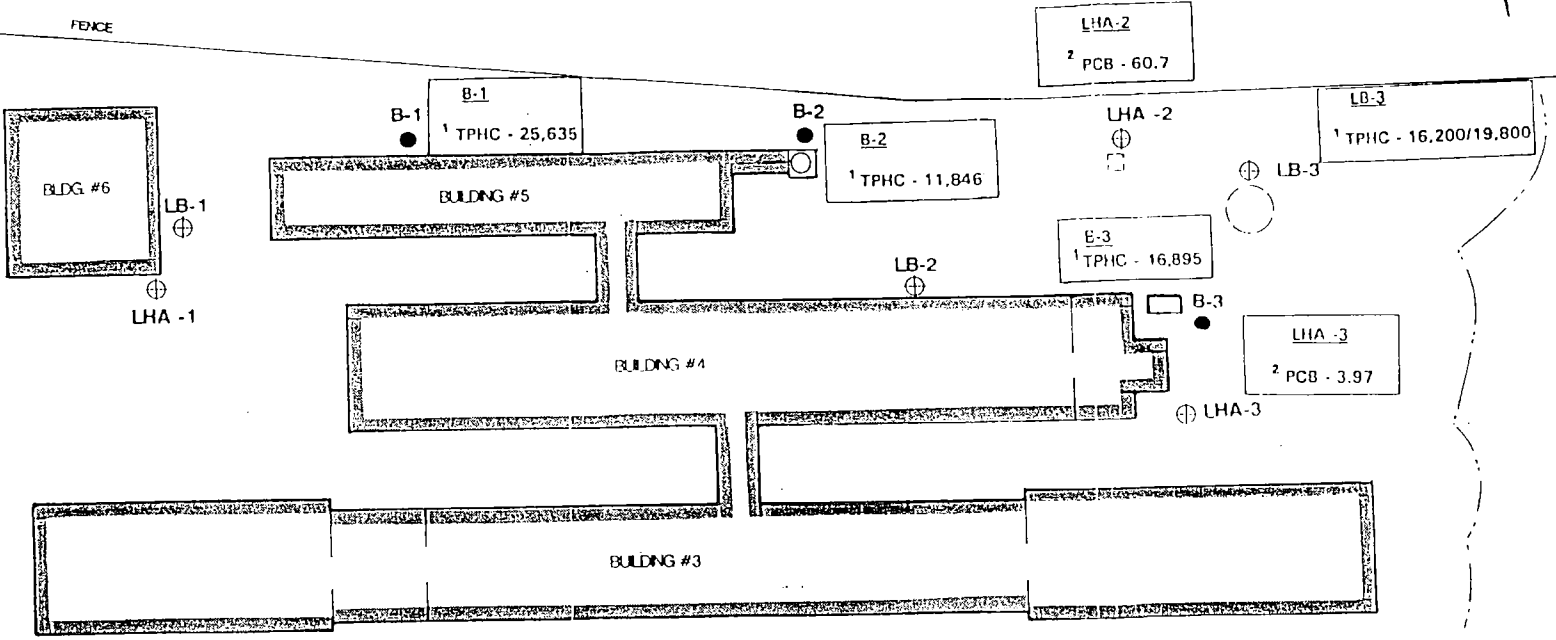 FENCE
LHA-2
2 PCB - 60.7
B-1
B-1
1 TPHC - 25,635
B-2
B-2
1 TPHC - 11,846
LHA -2
LB-3
1 TPHC - 16,200/19,800
LB-3
BLDG. #6
LB-1
BUILDING #5
LHA -1
LB-2
B-3
1 TPHC - 16,895
B-3
LHA -3
2 PCB - 3.97
BUILDING #4
LHA-3
BUILDING #3